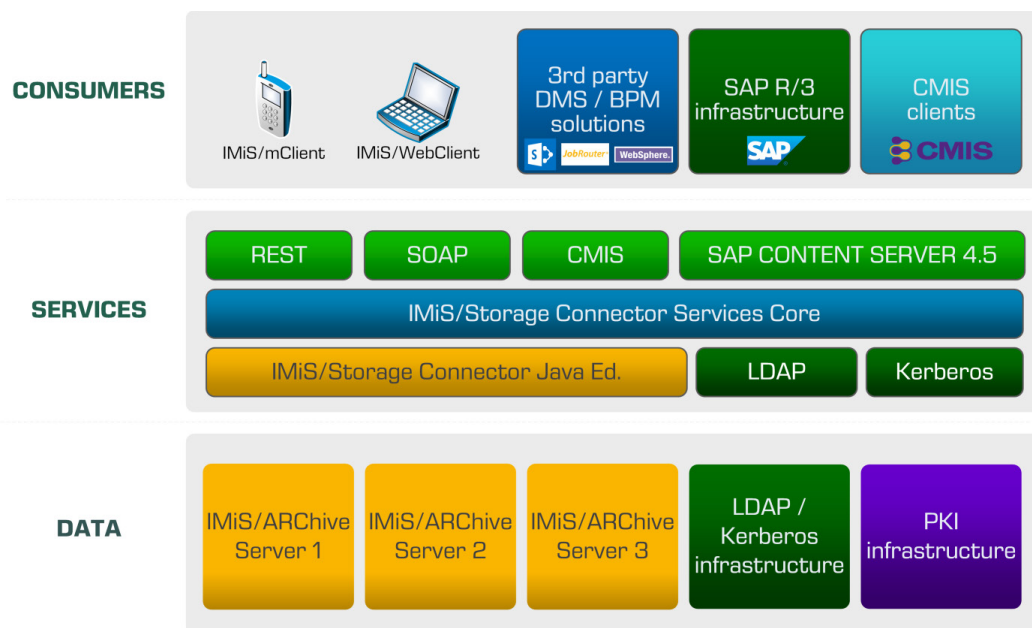 CONSUMERS
IMiS/mClient
IMiS/WebClient
3rd party
DMS / BPM
solutions
S
JobRouter
WebSphere.
SAP R/3
infrastructure
SAP
CMIS
clients
CMIS
SERVICES
REST
SOAP
CMIS
SAP CONTENT SERVER 4.5
IMiS/Storage Connector Services Core
IMiS/Storage Connector Java Ed.
LDAP
Kerberos
DATA
IMiS/ARChive
Server 1
IMiS/ARChive
Server 2
IMiS/ARChive
Server 3
LDAP /
Kerberos
infrastructure
PKI
infrastructure